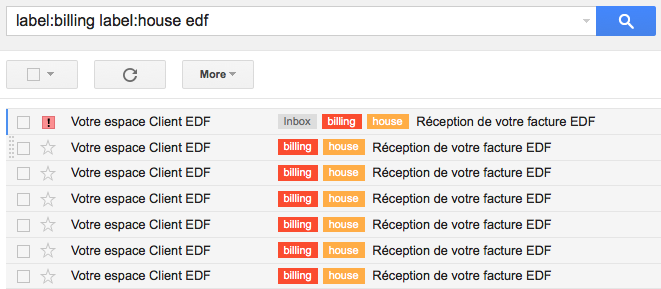 label:billing label:house edf
More
! Votre espace Client EDF Inbox billing house Réception de votre facture EDF
Votre espace Client EDF billing house Réception de votre facture EDF
Votre espace Client EDF billing house Réception de votre facture EDF
Votre espace Client EDF billing house Réception de votre facture EDF
Votre espace Client EDF billing house Réception de votre facture EDF
Votre espace Client EDF billing house Réception de votre facture EDF
Votre espace Client EDF billing house Réception de votre facture EDF